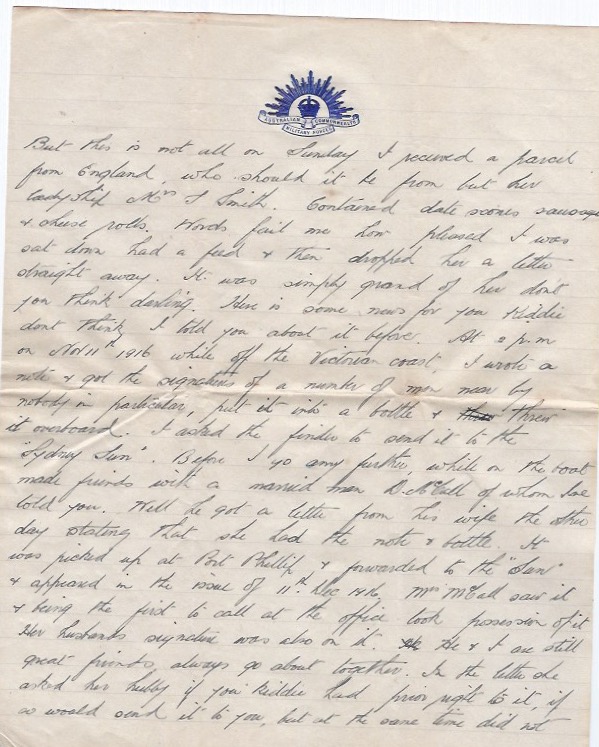 AUSTRALIAN COMMONWEALTH
MILITARY FORCES
But this is not all on Sunday I received a parcel
from England, who should it be from but her
ladyship Mrs F Smith. Contained date scones sausage
& cheese rolls. Words fail me how pleased I was
sat down had a feed & then dropped her a letter
straight away. It was simply grand of her dont
you think darling. Here is some news for you Kiddie
dont think I told you about it before. At 2 p.m
on Nov 11th 1916 while off the Victorian coast, I wrote a
note & got the signatures of a number of men near by
nobody in particular, put it into a bottle & threw
it overboard. I asked the finder to send it to the
"Sydney Sun". Before I go any further, while on the boat
made friends with a married man D. McCall of whom Ive
told you. Well he got a letter from his wife the other
day stating that she had the note & bottle. It
was picked up at Port Phillip & forwarded to the "Sun"
& appeared in the issue of 11th Dec 1916, Mrs McCall saw it
& being the first to call at the office took possession of it
Her husbands signature was also on it. He & I are still
great friends, always go about together. In the letter she
asked her hubby if you Kiddie had prior right to it, if
so would send it to you, but at the same time did not